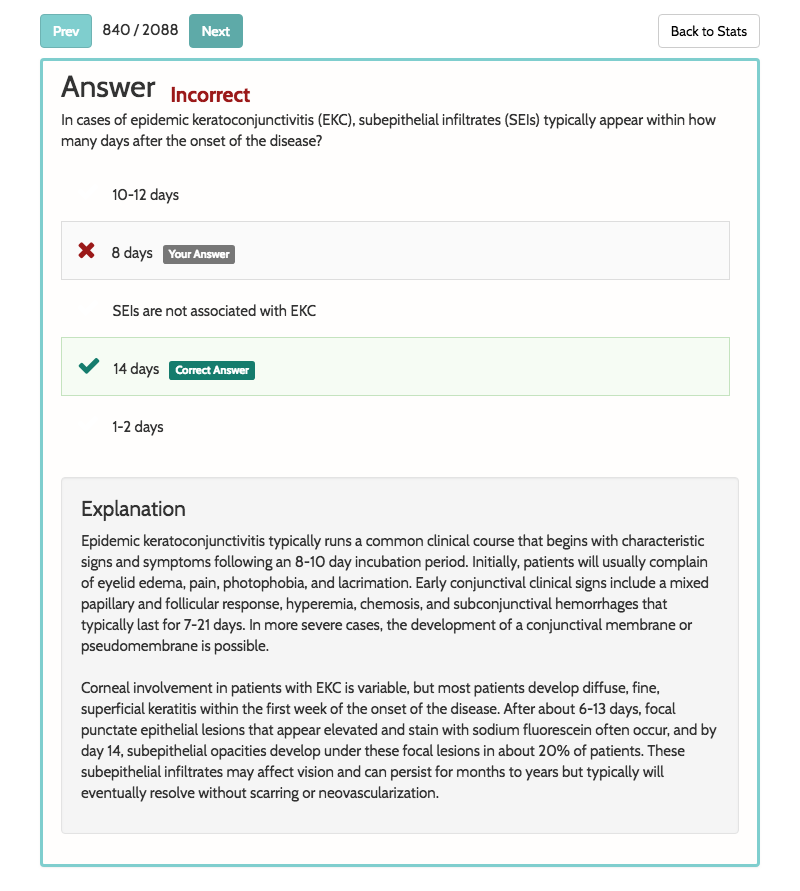 Prev 840 / 2088 Next Back to Stats
Answer Incorrect
In cases of epidemic keratoconjunctivitis (EKC), subepithelial infiltrates (SEIs) typically appear within how
many days after the onset of the disease?
10-12 days
8 days Your Answer
SEIs are not associated with EKC
14 days Correct Answer
1-2 days
Explanation
Epidemic keratoconjunctivitis typically runs a common clinical course that begins with characteristic
signs and symptoms following an 8-10 day incubation period. Initially, patients will usually complain
of eyelid edema, pain, photophobia, and lacrimation. Early conjunctival clinical signs include a mixed
papillary and follicular response, hyperemia, chemosis, and subconjunctival hemorrhages that
typically last for 7-21 days. In more severe cases, the development of a conjunctival membrane or
pseudomembrane is possible.
Corneal involvement in patients with EKC is variable, but most patients develop diffuse, fine,
superficial keratitis within the first week of the onset of the disease. After about 6-13 days, focal
punctate epithelial lesions that appear elevated and stain with sodium fluorescein often occur, and by
day 14, subepithelial opacities develop under these focal lesions in about 20% of patients. These
subepithelial infiltrates may affect vision and can persist for months to years but typically will
eventually resolve without scarring or neovascularization.